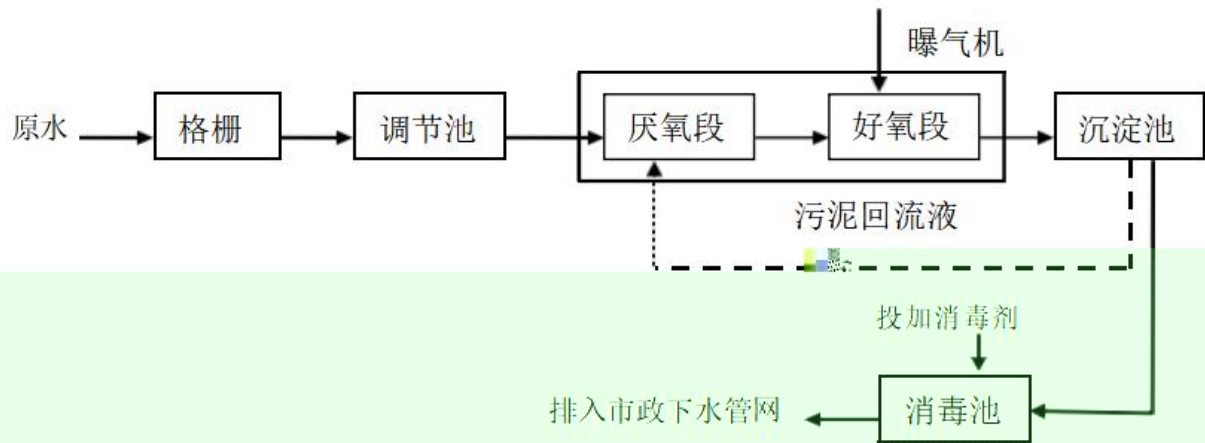 曝气机
原水
格栅
调节池
厌氧段
好氧段
沉淀池
污泥回流液
投加消毒剂
排入市政下水管网
消毒池